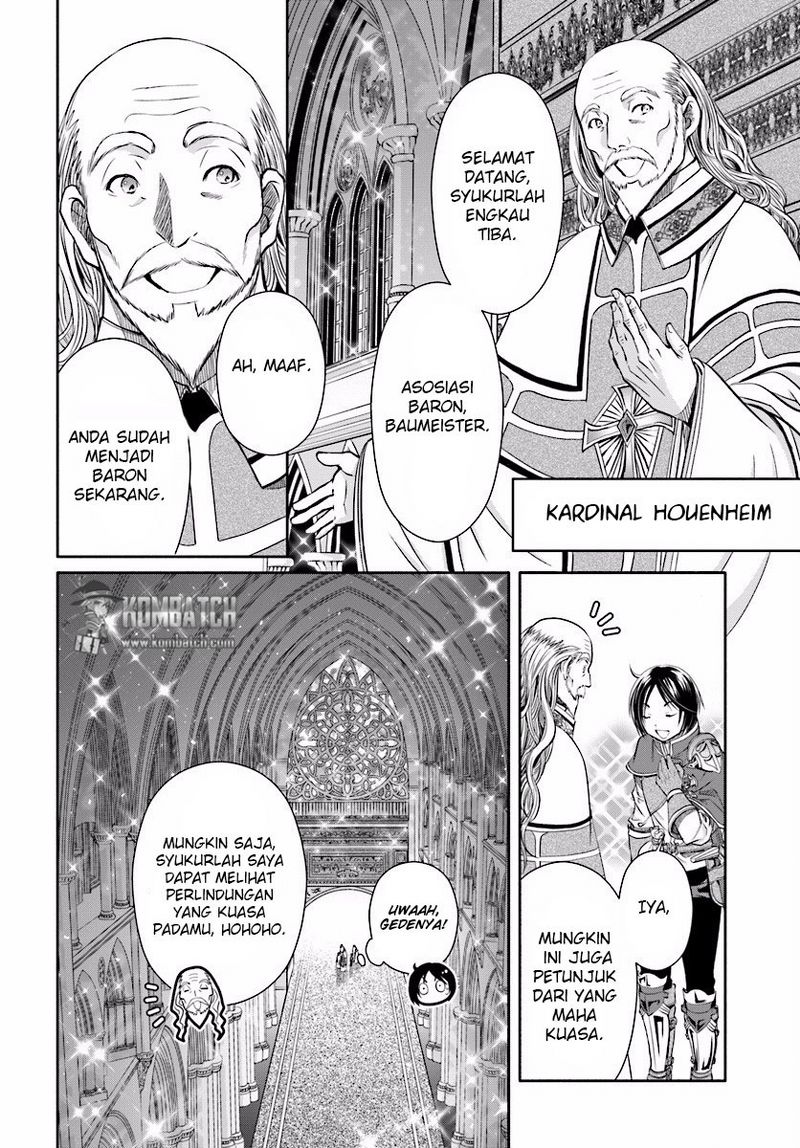 SELAMAT
DATANG,
SYUKURLAH
ENGKAU
TIBA.
ASOSIASI
BARON,
BAUMEISTER.
KARDINAL HOUENHEIM
AH, MAAF.
ANDA SUDAH
MENJADI
BARON
SEKARANG.
IYA,
MUNGKIN
INI JUGA
PETUNJUK
DARI YANG
MAHA
KUASA.
KOMBATCH
www.kombatch.com
UWAAH,
GEDENYA!
MUNGKIN SAJA,
SYUKURLAH SAYA
DAPAT MELIHAT
PERLINDUNGAN
YANG KUASA
PADAMU, HOHOHO.